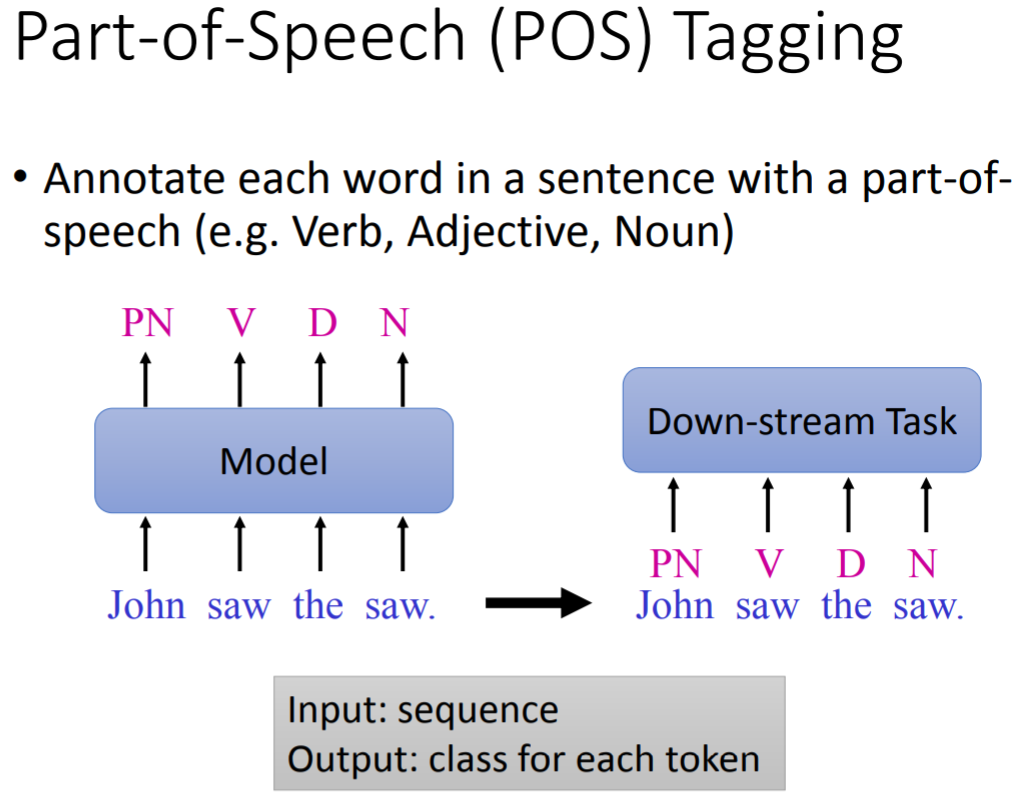 Part-of-Speech (POS) Tagging
• Annotate each word in a sentence with a part-of-
speech (e.g. Verb, Adjective, Noun)
PN V D N
Model
John saw the saw.
Down-stream Task
PN V D N
John saw the saw.
Input: sequence
Output: class for each token